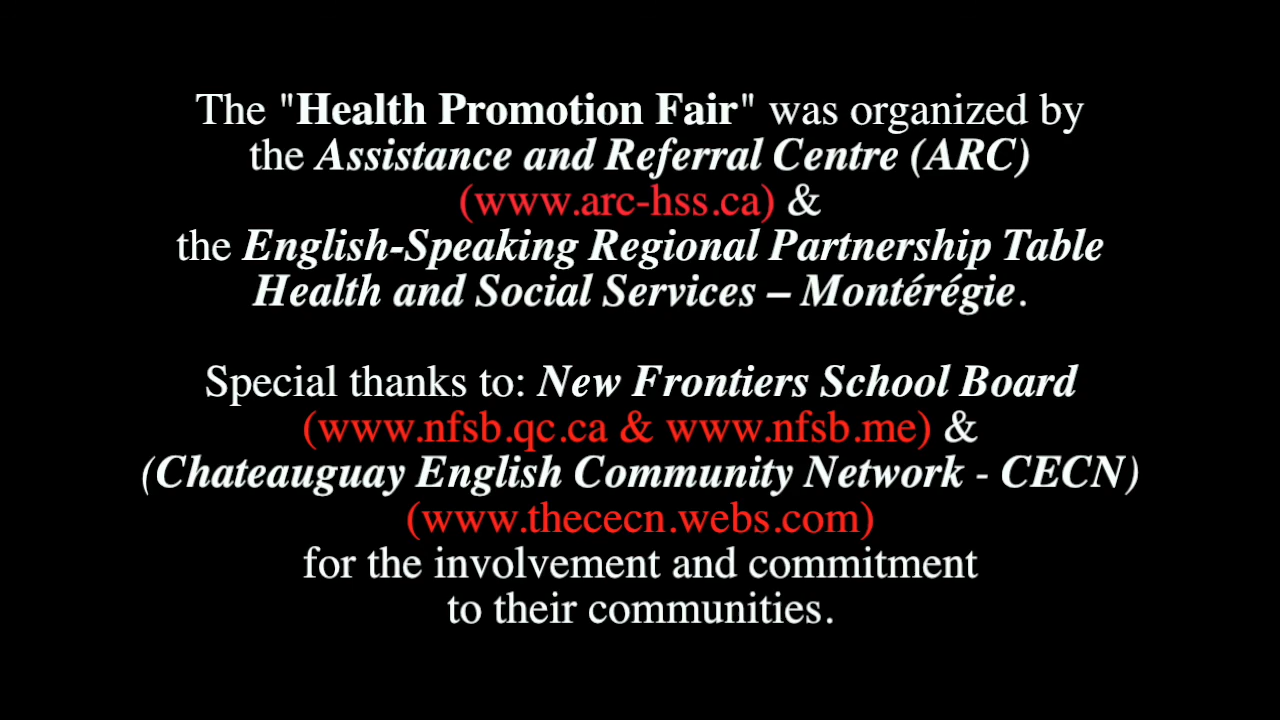 The "Health Promotion Fair" was organized by
the Assistance and Referral Centre (ARC)
(www.arc-hss.ca) &
the English-Speaking Regional Partnership Table
Health and Social Services – Montérégie.
Special thanks to: New Frontiers School Board
(www.nfsb.qc.ca & www.nfsb.me) &
(Chateauguay English Community Network - CECN)
(www.thececn.webs.com)
for the involvement and commitment
to their communities.